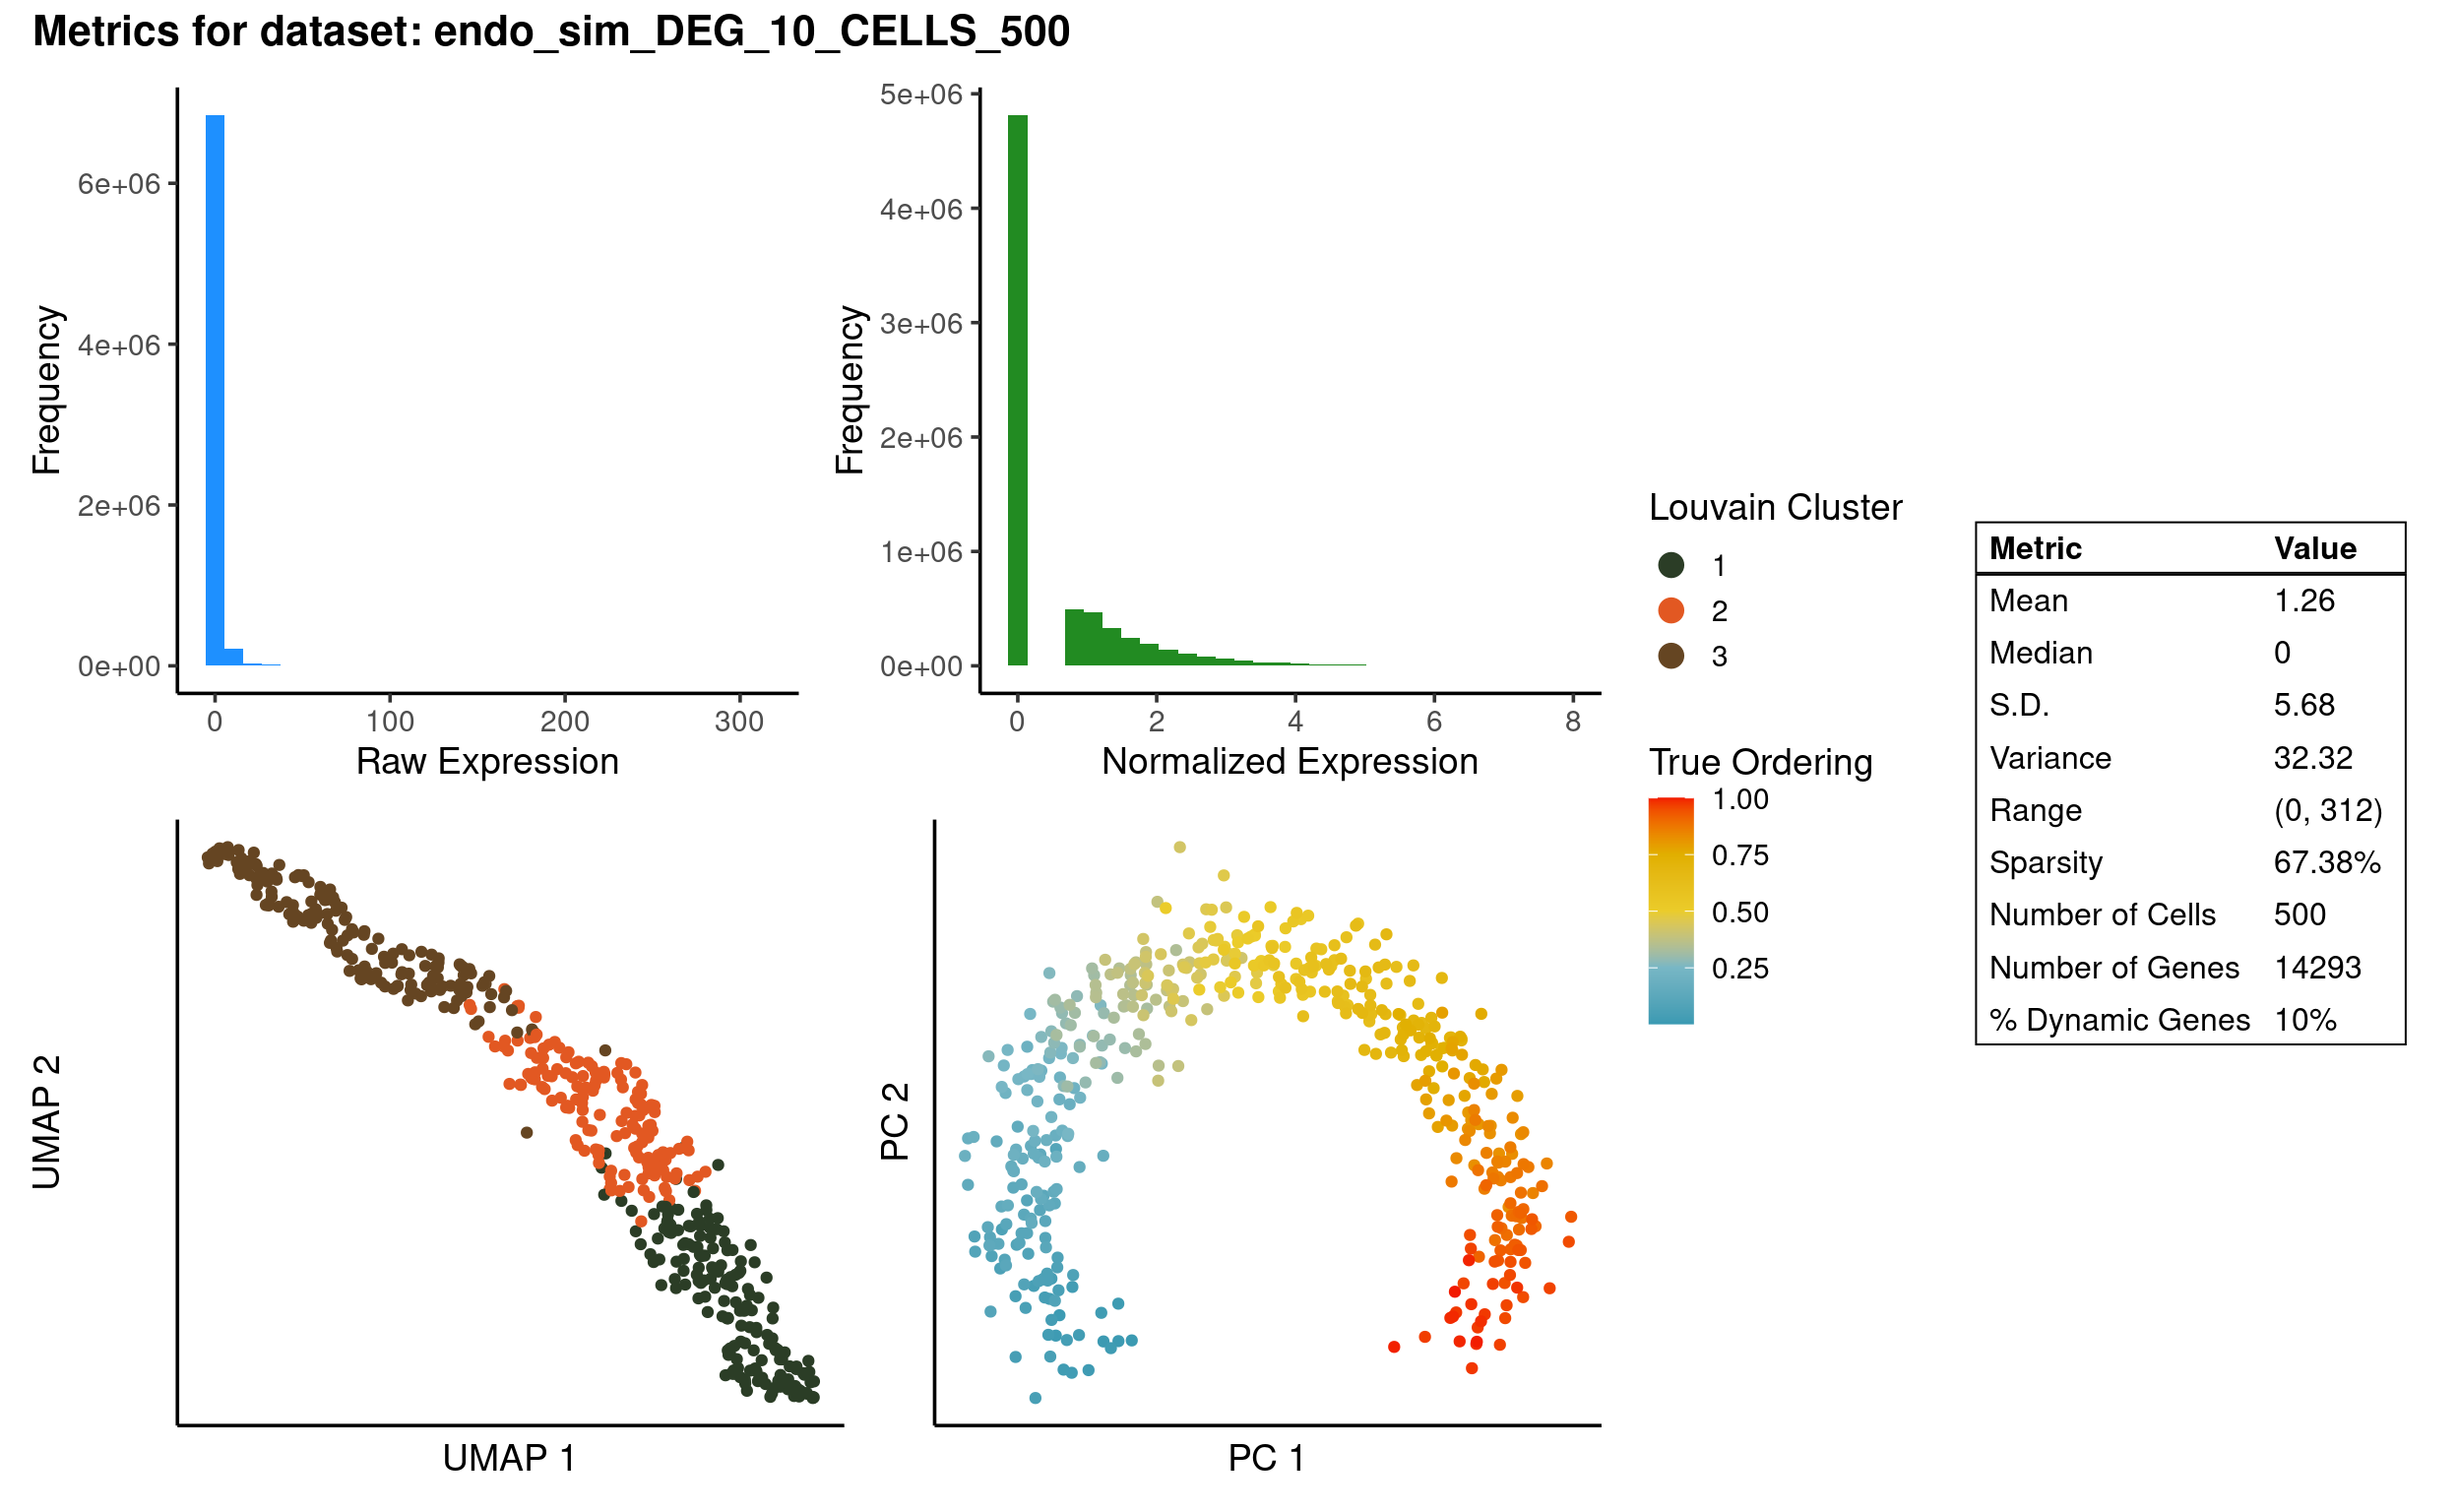 Metrics for dataset: endo_sim_DEG_10_CELLS_500
Frequency
6e+06
4e+06
2e+06
0e+00
0
100
200
300
Raw Expression
Frequency
5e+06
4e+06
3e+06
2e+06
1e+06
0e+00
0
2
4
6
8
Normalized Expression
UMAP 2
UMAP 1
PC 2
PC 1
Louvain Cluster
1
2
3
True Ordering
1.00
0.75
0.50
0.25
Metric Value
Mean 1.26
Median 0
S.D. 5.68
Variance 32.32
Range (0, 312)
Sparsity 67.38%
Number of Cells 500
Number of Genes 14293
% Dynamic Genes 10%